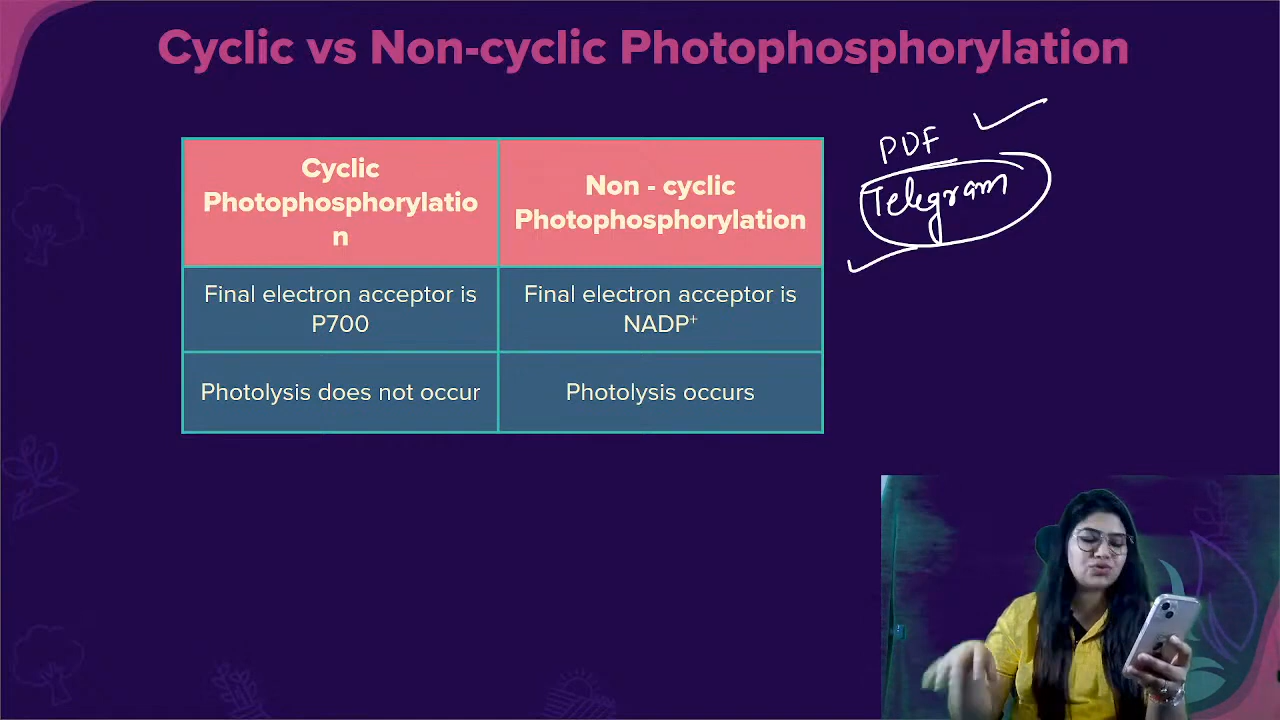 Cyclic vs Non-cyclic Photophosphorylation
PDF
Telegram
Cyclic
Photophosphorylatio
n
Non - cyclic
Photophosphorylation
Final electron acceptor is
P700
Final electron acceptor is
NADP⁺
Photolysis does not occur
Photolysis occurs